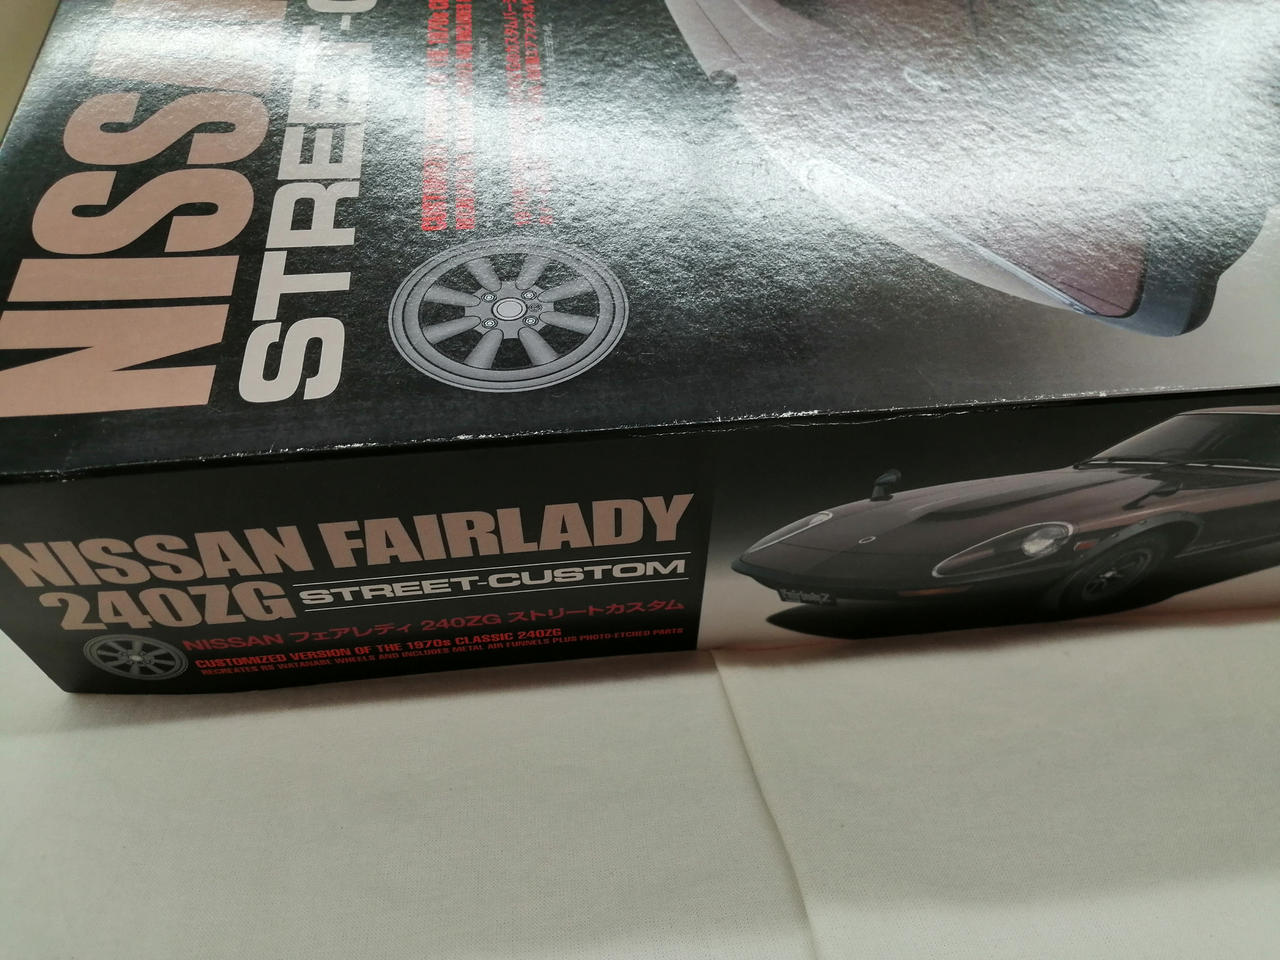 NISS
STREET-C
NISSAN FAIRLADY
240ZG STREET-CUSTOM
NISSAN フェアレディ 240ZG ストリートカスタム
CUSTOMIZED VERSION OF THE 1970s CLASSIC 240ZG
RECREATES RS WATANABE WHEELS AND INCLUDES METAL AIR FUNNELS PLUS PHOTO-ETCHED PARTS
FairladyZ